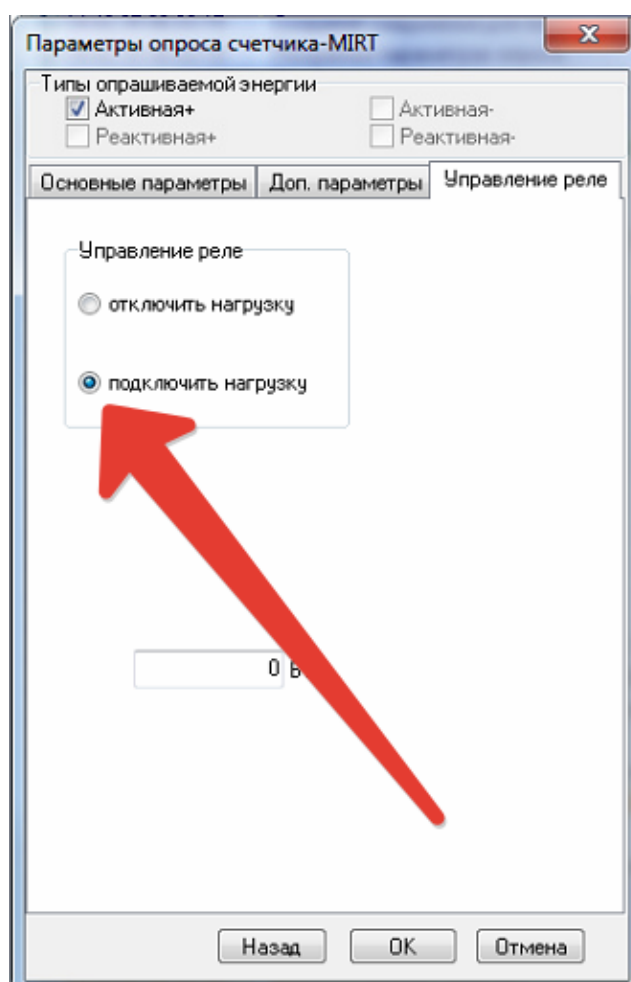 Параметры опроса счетчика-MIRT
Типы опрашиваемой энергии
Активная+ Активная-
Реактивная+ Реактивная-
Основные параметры Доп. параметры Управление реле
Управление реле
отключить нагрузку
подключить нагрузку
0
Назад OK Отмена